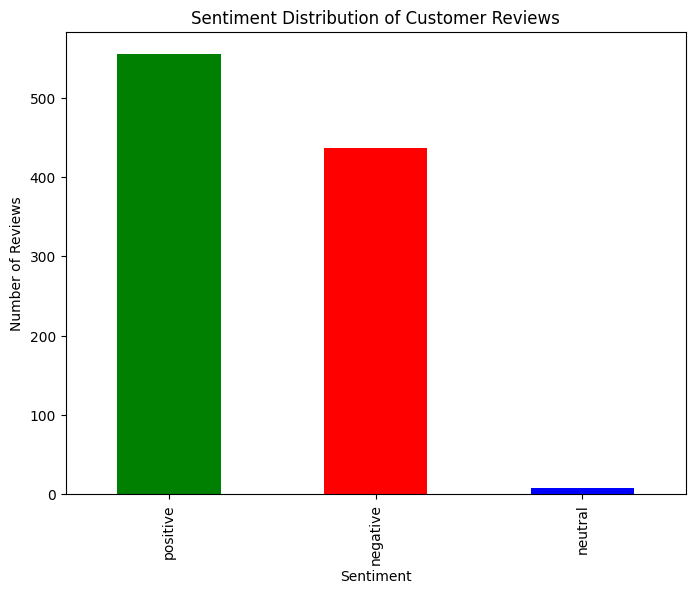 Sentiment Distribution of Customer Reviews
Number of Reviews
500
400
300
200
100
0
positive
negative
neutral
Sentiment